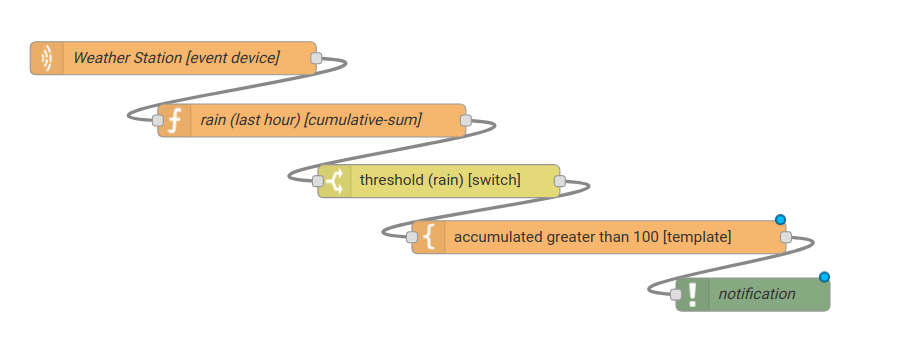 Weather Station [event device]
rain (last hour) [cumulative-sum]
threshold (rain) [switch]
accumulated greater than 100 [template]
notification